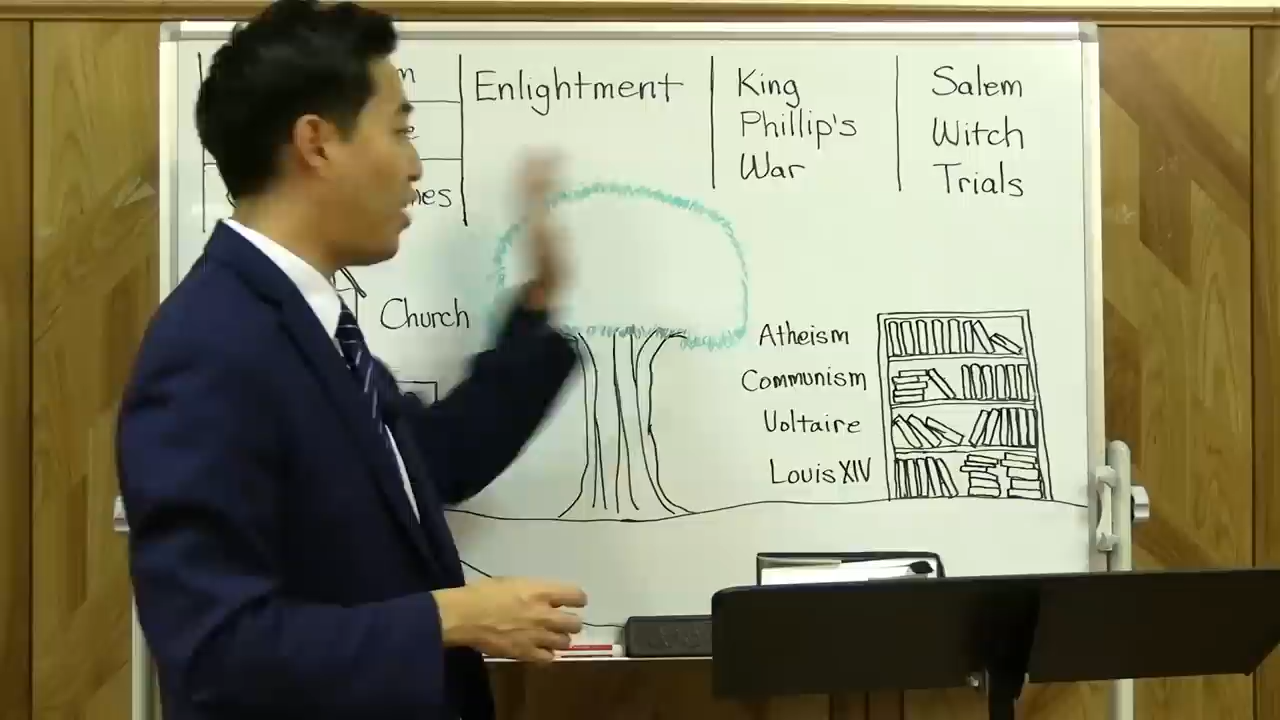 Enlightment
King
Phillip's
War
Salem
Witch
Trials
Church
Atheism
Communism
Voltaire
Louis XIV